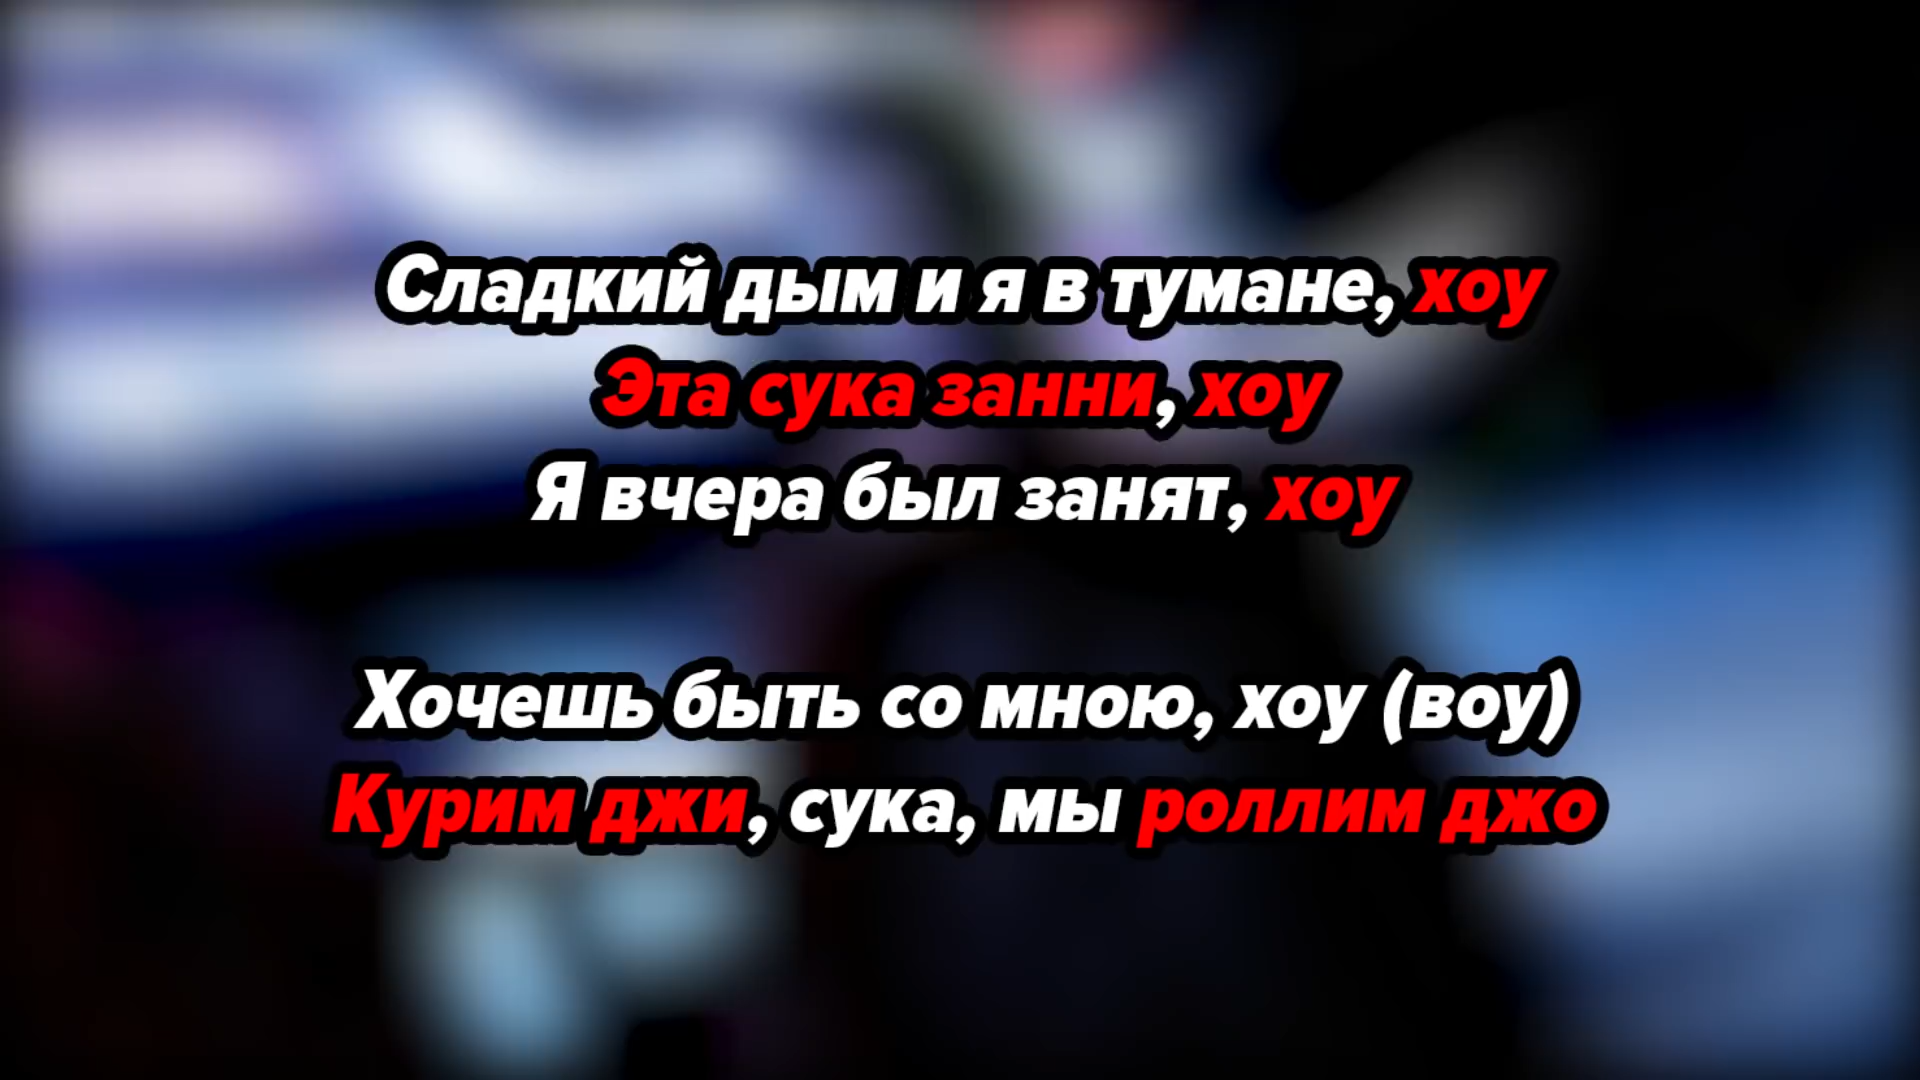 Сладкий дым и я в тумане, хоу
Эта сука занни, хоу
Я вчера был занят, хоу
Хочешь быть со мною, хоу (воу)
Курим джи, сука, мы роллим джо